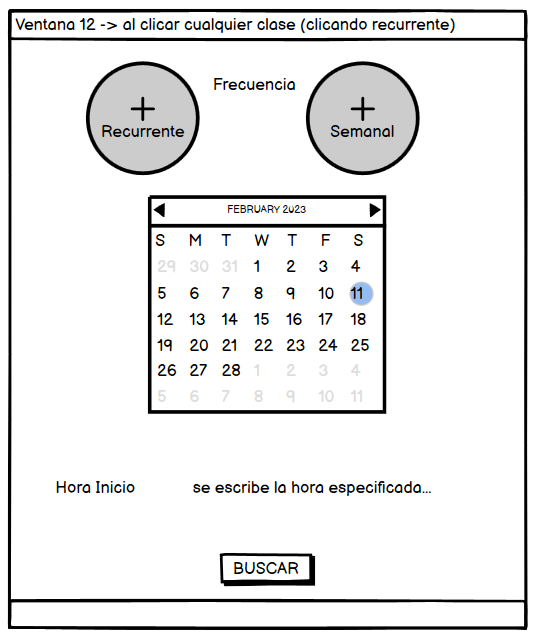 Ventana 12 -> al clicar cualquier clase (clicando recurrente)
Frecuencia
Recurrente
Semanal
FEBRUARY 2023
S M T W T F S
29 30 31 1 2 3 4
5 6 7 8 9 10 11
12 13 14 15 16 17 18
19 20 21 22 23 24 25
26 27 28 1 2 3 4
5 6 7 8 9 10 11
Hora Inicio se escribe la hora especificada...
BUSCAR